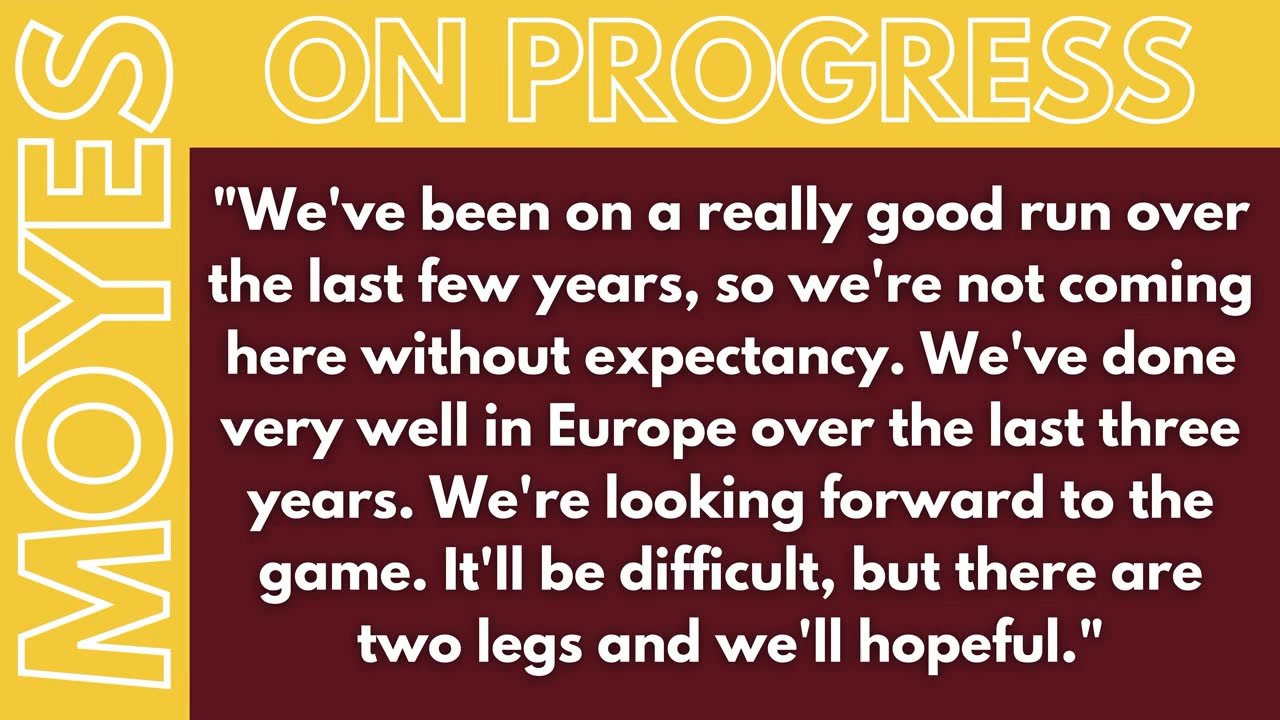 MOYES
ON PROGRESS
"We've been on a really good run over
the last few years, so we're not coming
here without expectancy. We've done
very well in Europe over the last three
years. We're looking forward to the
game. It'll be difficult, but there are
two legs and we'll hopeful."